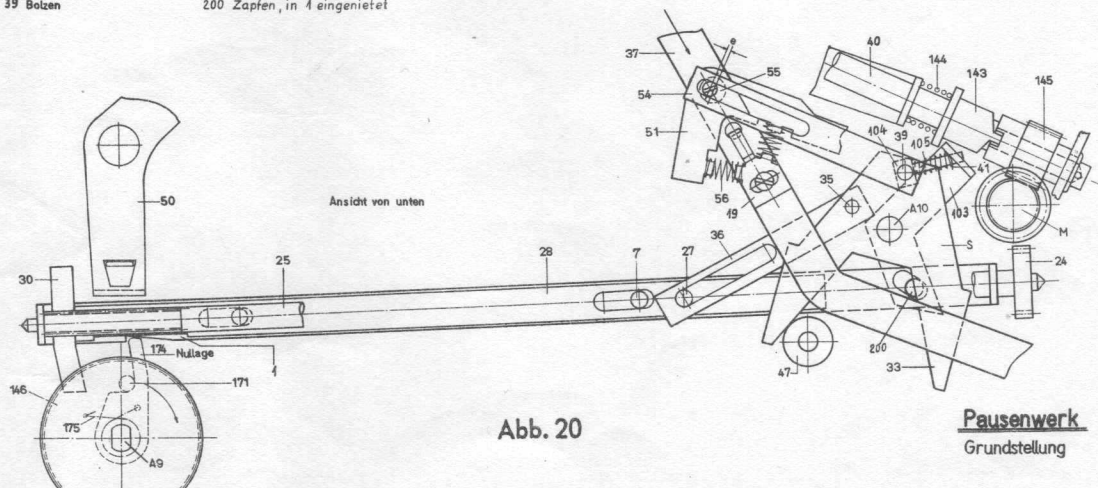 39 Bolzen
200 Zapfen, in 1 eingenietet
37
e
55
40
144
143
145
54
51
104
39
105
41
50
Ansicht von unten
56
19
35
A10
103
M
36
S
30
25
28
7
27
24
174 Nullage
1
47
200
33
146
171
175
A9
Abb. 20
Pausenwerk
Grundstellung